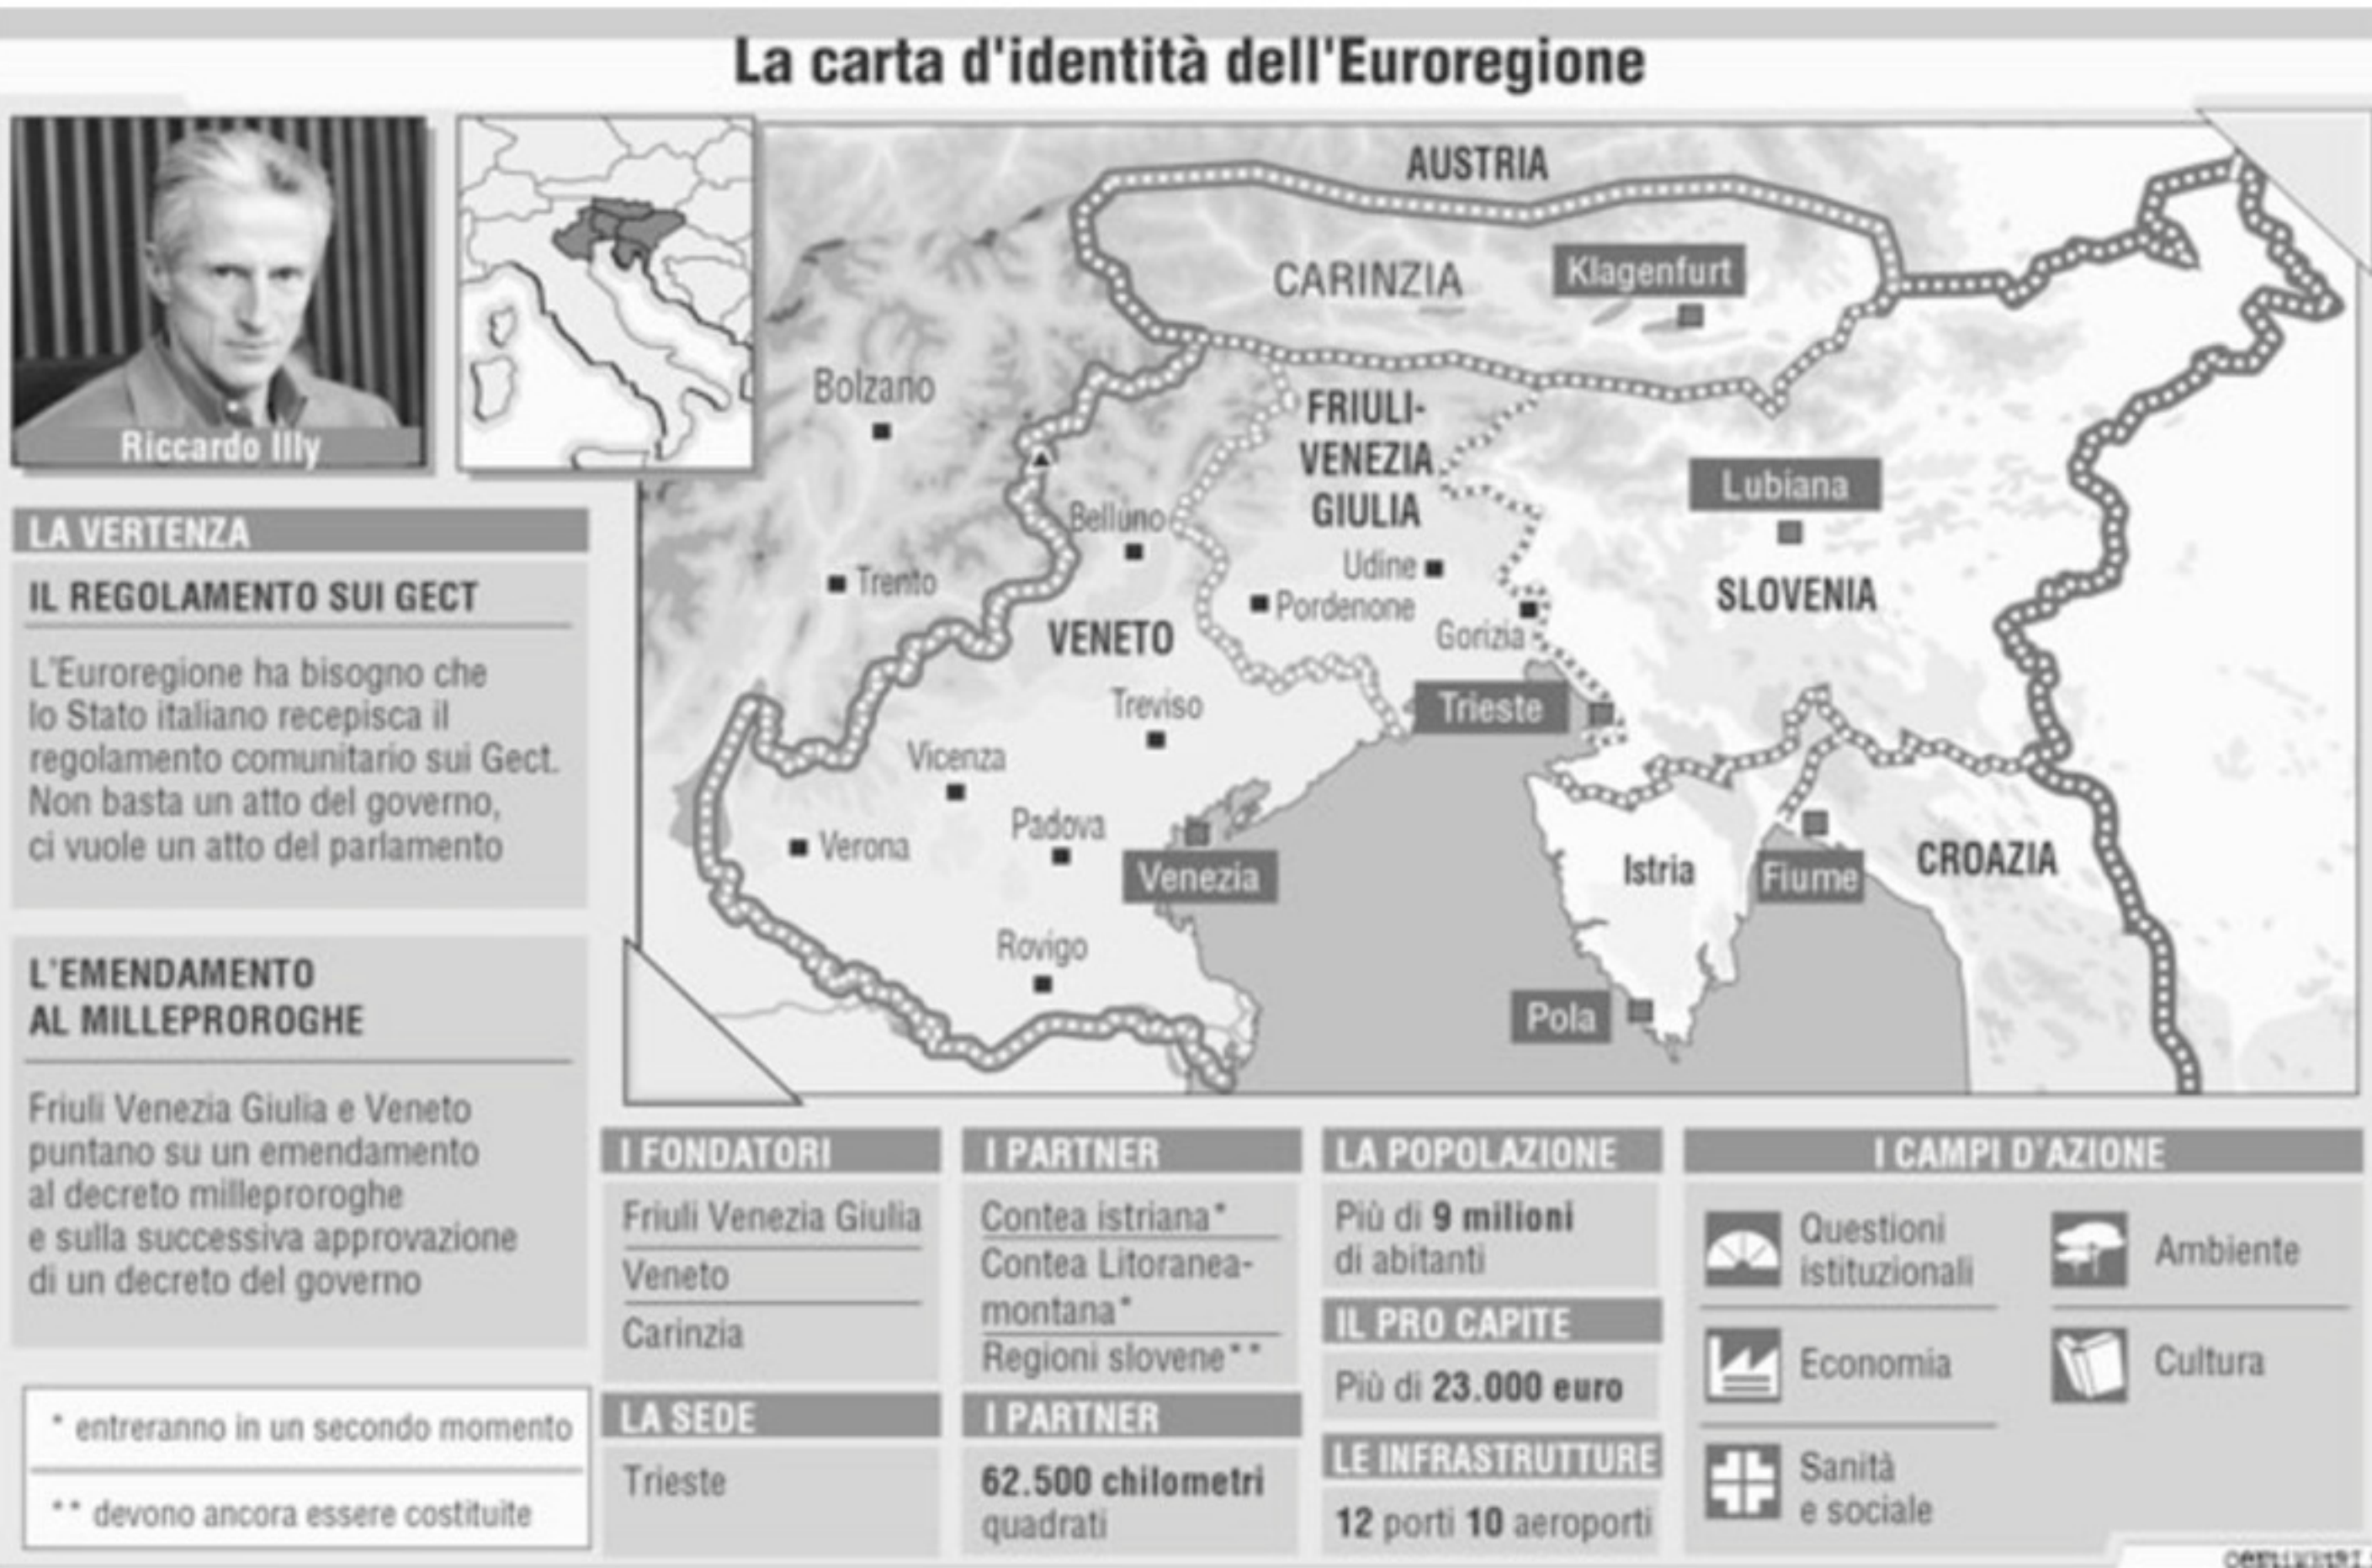 La carta d'identità dell'Euroregione
Riccardo Illy
LA VERTENZA
IL REGOLAMENTO SUI GECT
L'Euroregione ha bisogno che
lo Stato italiano recepisca il
regolamento comunitario sui Gect.
Non basta un atto del governo,
ci vuole un atto del parlamento
L'EMENDAMENTO
AL MILLEPROROGHE
Friuli Venezia Giulia e Veneto
puntano su un emendamento
al decreto milleproroghe
e sulla successiva approvazione
di un decreto del governo
* entreranno in un secondo momento
** devono ancora essere costituite
AUSTRIA
CARINZIA
Klagenfurt
Bolzano
FRIULI-
VENEZIA
GIULIA
Lubiana
Belluno
Udine
Trento
Pordenone
SLOVENIA
Gorizia
VENETO
Treviso
Trieste
Vicenza
Padova
Verona
Venezia
Istria
Fiume
CROAZIA
Rovigo
Pola
I FONDATORI
Friuli Venezia Giulia
Veneto
Carinzia
LA SEDE
Trieste
I PARTNER
Contea istriana*
Contea Litoranea-
montana*
Regioni slovene**
I PARTNER
62.500 chilometri
quadrati
LA POPOLAZIONE
Più di 9 milioni
di abitanti
IL PRO CAPITE
Più di 23.000 euro
LE INFRASTRUTTURE
12 porti 10 aeroporti
I CAMPI D'AZIONE
Questioni
istituzionali
Ambiente
Economia
Cultura
Sanità
e sociale